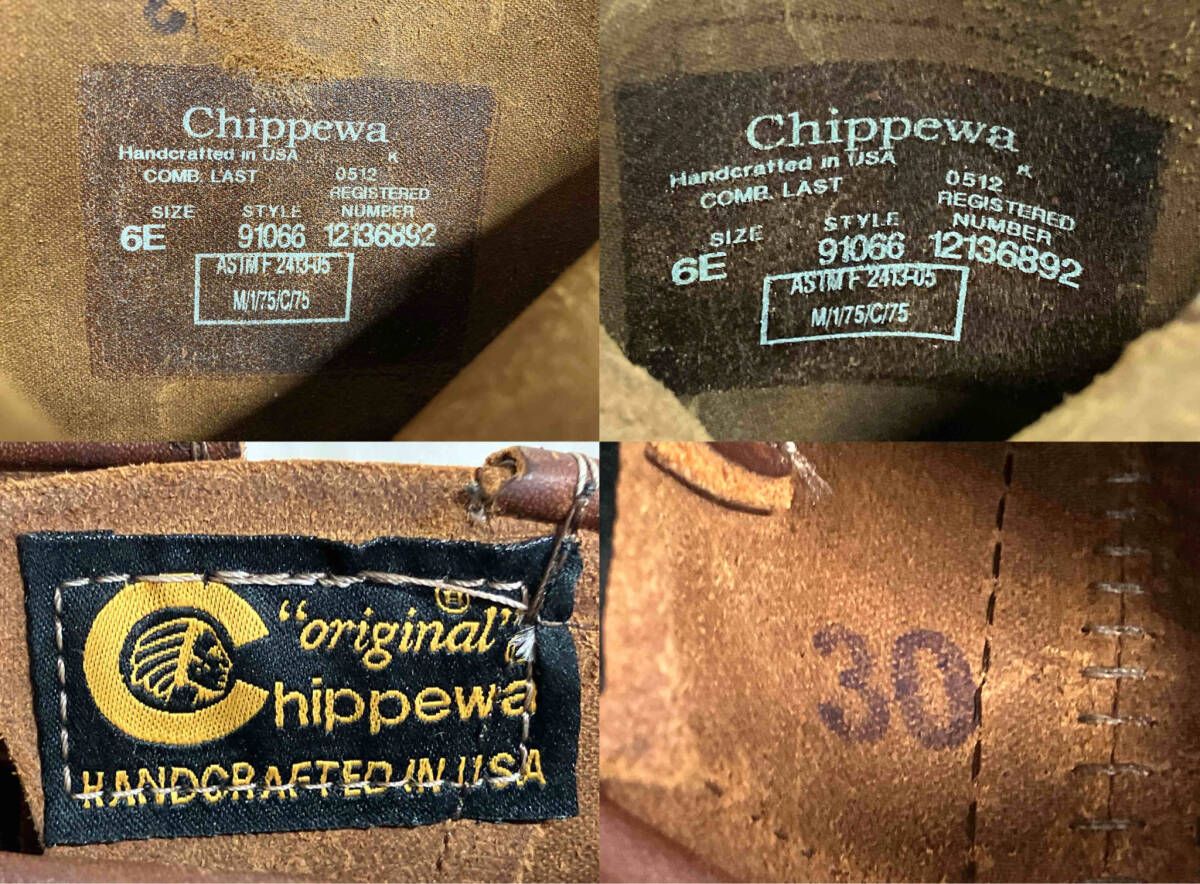 Chippewa
Handcrafted in USA K
COMB. LAST 0512
REGISTERED
SIZE STYLE NUMBER
6E 91066 12136892
ASTM F 2413-05
M/1/75/C/75
Chippewa
Handcrafted in USA K
COMB. LAST 0512
REGISTERED
SIZE STYLE NUMBER
6E 91066 12136892
ASTM F 2413-05
M/1/75/C/75
"original" ®
Chippewa
HANDCRAFTED IN USA
30